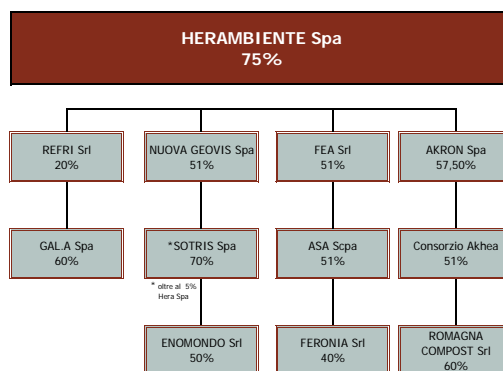 HERAMBIENTE Spa
75%
REFRI Srl
20%
NUOVA GEOVIS Spa
51%
FEA Srl
51%
AKRON Spa
57,50%
GAL.A Spa
60%
*SOTRIS Spa
70%
ASA Scpa
51%
Consorzio Akhea
51%
* oltre al 5%
Hera Spa
ENOMONDO Srl
50%
FERONIA Srl
40%
ROMAGNA
COMPOST Srl
60%